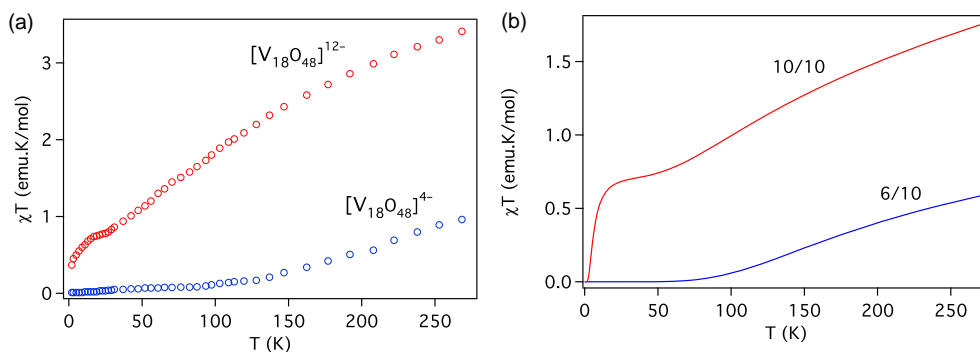 (a)
χT (emu.K/mol)
3
2
1
0
[V₁₈O₄₈]¹²⁻
[V₁₈O₄₈]⁴⁻
0 50 100 150 200 250
T (K)
(b)
χT (emu.K/mol)
1.5
1.0
0.5
0.0
10/10
6/10
0 50 100 150 200 250
T (K)